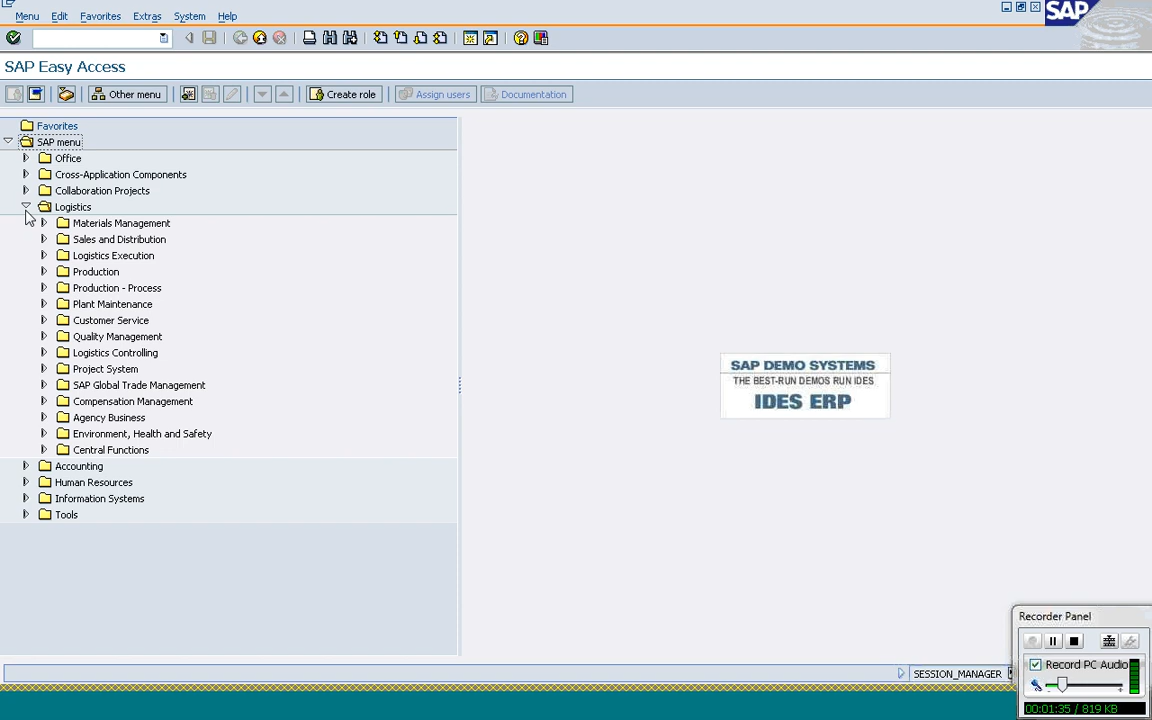 Menu Edit Favorites Extras System Help
SAP
SAP Easy Access
Other menu Create role Assign users Documentation
Favorites
SAP menu
Office
Cross-Application Components
Collaboration Projects
Logistics
Materials Management
Sales and Distribution
Logistics Execution
Production
Production - Process
Plant Maintenance
Customer Service
Quality Management
Logistics Controlling
Project System
SAP Global Trade Management
Compensation Management
Agency Business
Environment, Health and Safety
Central Functions
Accounting
Human Resources
Information Systems
Tools
SAP DEMO SYSTEMS
THE BEST-RUN DEMOS RUN IDES
IDES ERP
SESSION_MANAGER
Recorder Panel
Record PC Audio
00:01:35 / 819 KB